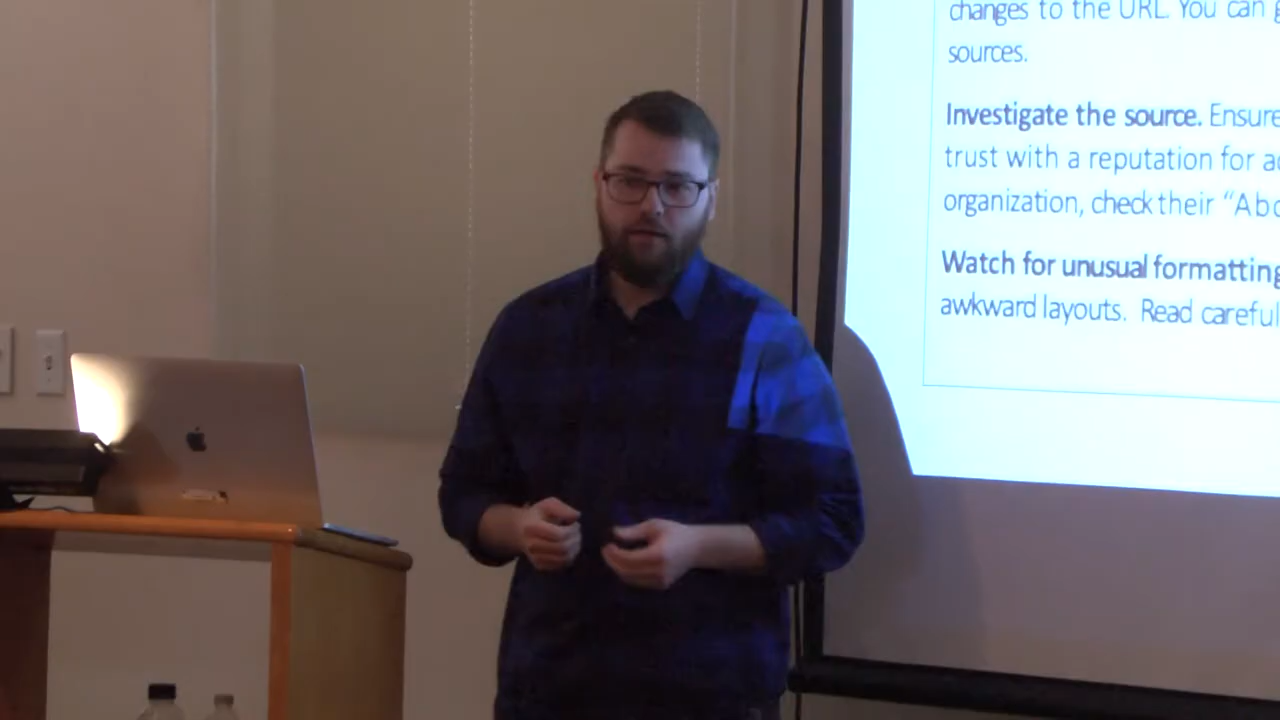 changes to the URL. You can
sources.
Investigate the source. Ensure
trust with a reputation for
organization, check their
Watch for unusual formatting
awkward layouts. Read